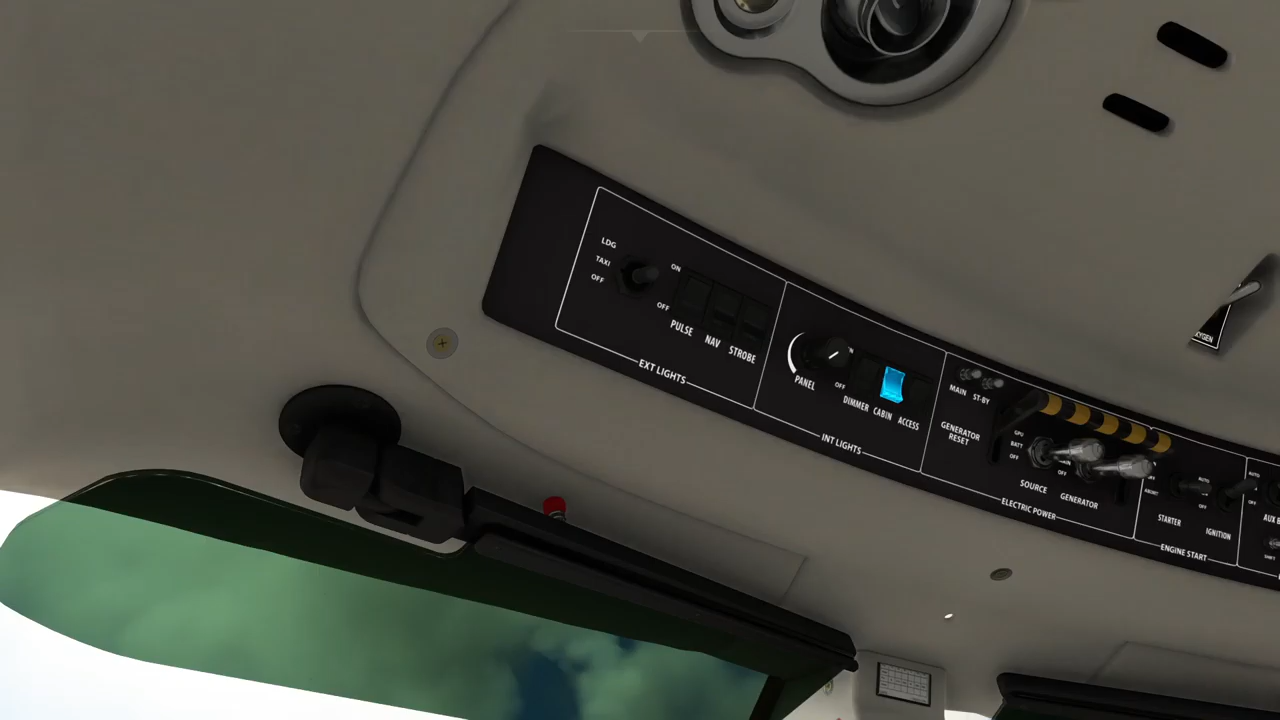 LDG
TAXI
OFF
ON
OFF
PULSE
NAV
STROBE
EXT LIGHTS
PANEL
OFF
DIMMER
CABIN
ACCESS
INT LIGHTS
MAIN
ST-BY
GENERATOR
RESET
GPU
BATT
OFF
OFF
SOURCE
GENERATOR
ELECTRIC POWER
AUTO
OFF
STARTER
IGNITION
ENGINE START
AUTO
OFF
AUX